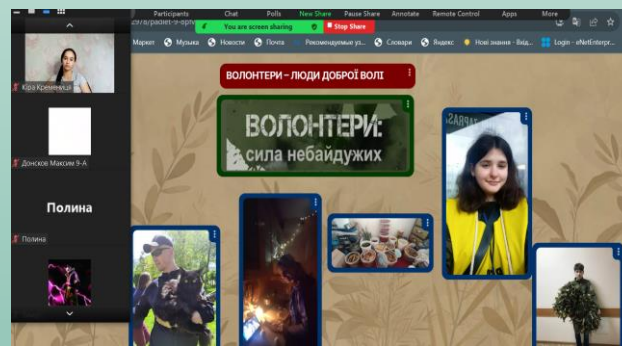 Participants Chat Polls New Share Pause Share Annotate Remote Control Apps More
You are screen sharing Stop Share
Маркет Музыка Новости Почта Рекомендуемые уз... Словари Яндекс Нові знання - Вхід... Login - eNetEnterpr...
ВОЛОНТЕРИ – ЛЮДИ ДОБРОЇ ВОЛІ
ВОЛОНТЕРИ:
сила небайдужих
Кіра Кременица
Донсков Максим 9-А
Полина
Полина